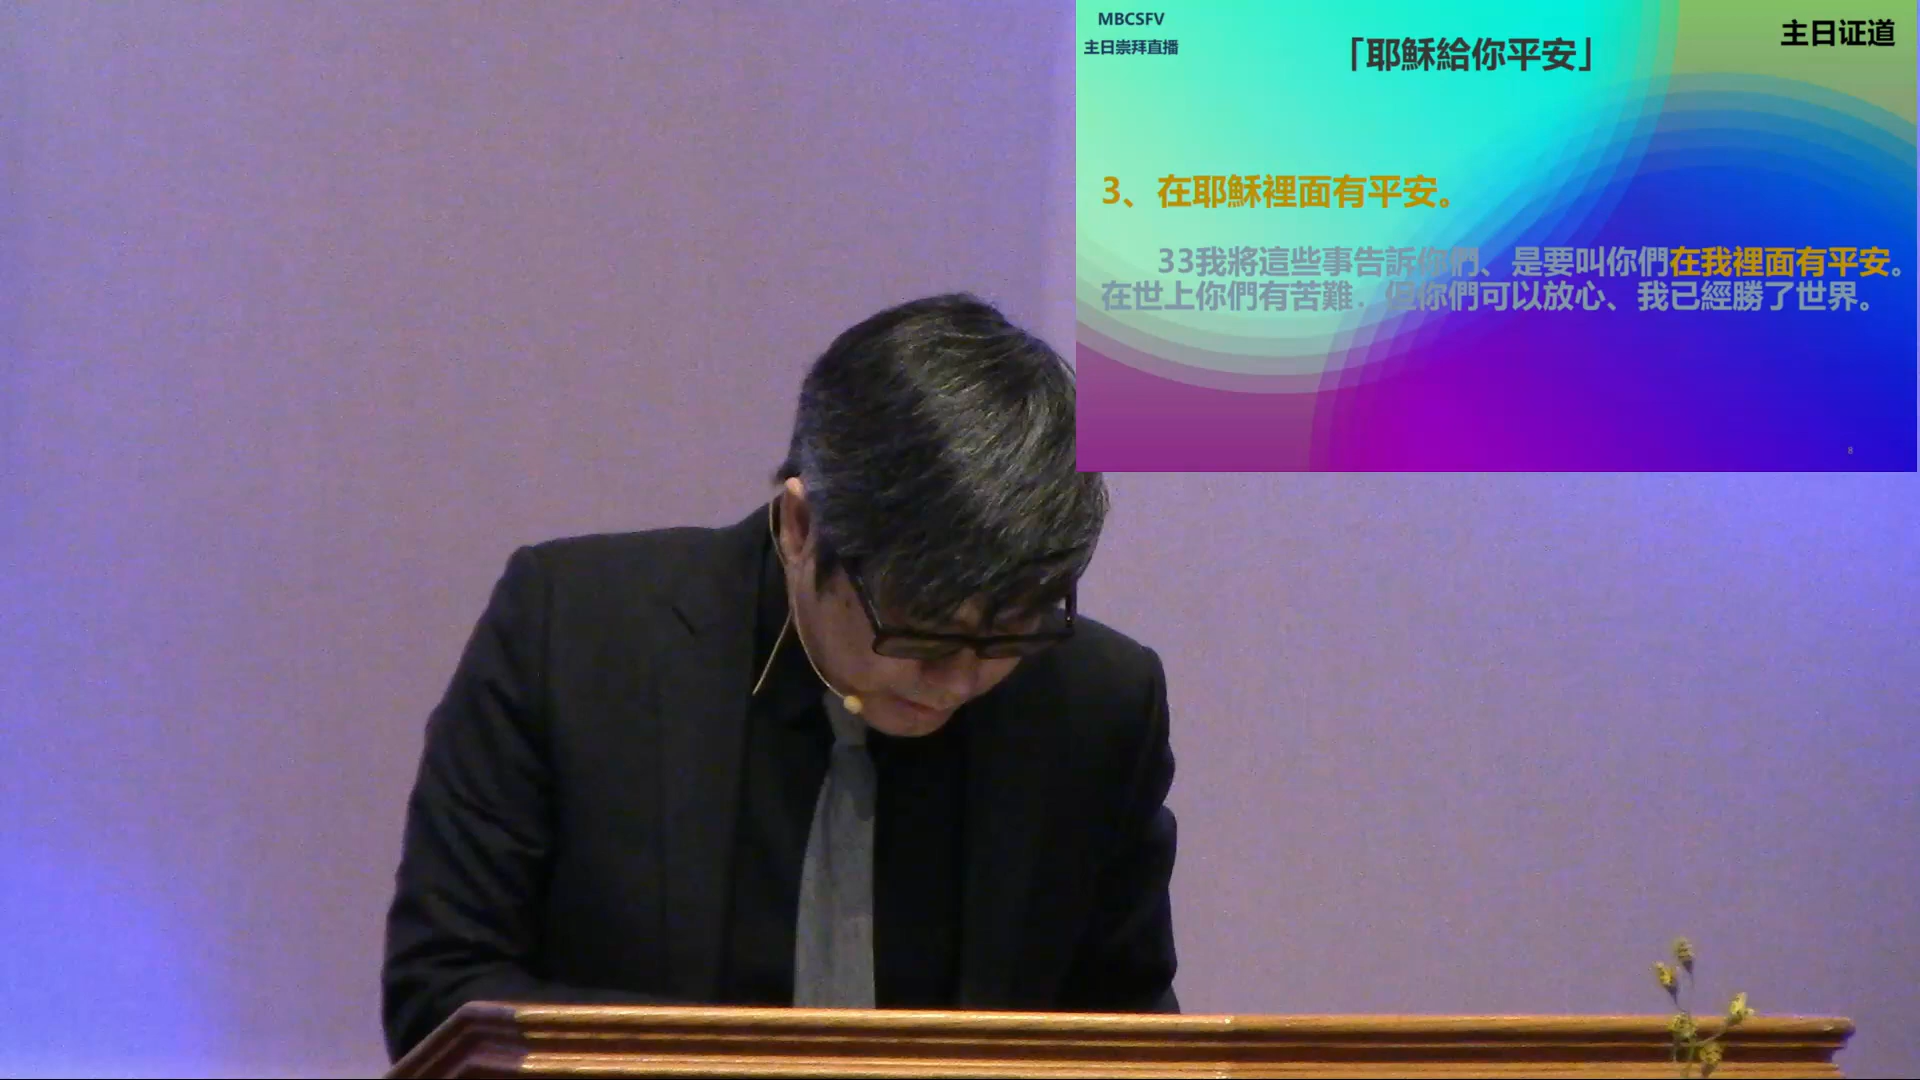 MBCSFV
主日崇拜直播
「耶穌給你平安」
主日证道
3、在耶穌裡面有平安。
33我將這些事告訴你們、是要叫你們在我裡面有平安。
在世上你們有苦難．但你們可以放心、我已經勝了世界。
8